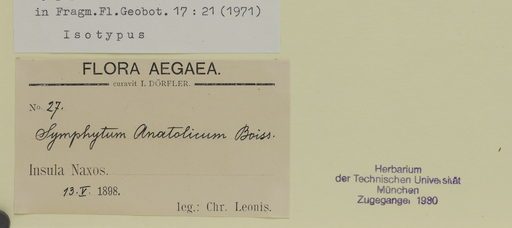 in Fragm.Fl.Geobot. 17 : 21 (1971)
Isotypus
FLORA AEGAEA.
curavit I. DÖRFLER.
No. 27.
Symphytum Anatolicum Boiss.
Insula Naxos.
13. V. 1898.
leg.: Chr. Leonis.
Herbarium
der Technischen Universität
München
Zugegangen 1980